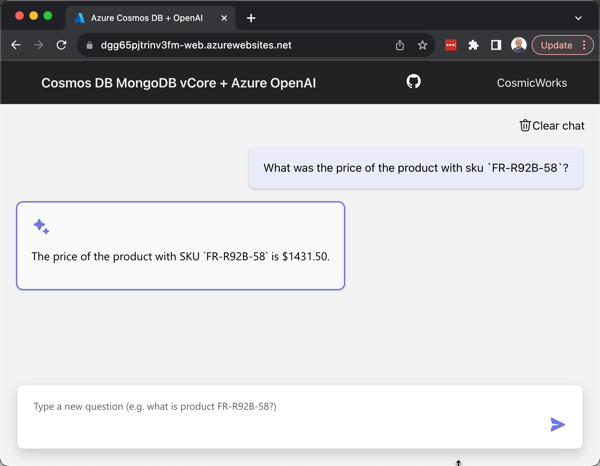 Azure Cosmos DB + OpenAI
dgg65pjtrinv3fm-web.azurewebsites.net
Update
Cosmos DB MongoDB vCore + Azure OpenAI
CosmicWorks
Clear chat
What was the price of the product with sku `FR-R92B-58`?
The price of the product with SKU `FR-R92B-58` is $1431.50.
Type a new question (e.g. what is product FR-R92B-58?)